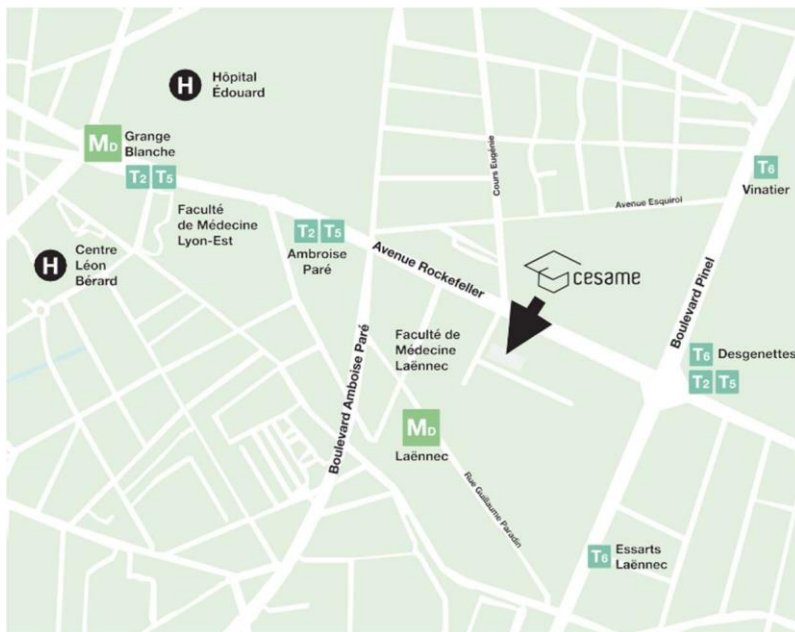 H
Hôpital
Édouard
MD
Grange
Blanche
T2 T5
Cours Eugénie
T6
Vinatier
Faculté
de Médecine
Lyon-Est
Avenue Esquirol
T2 T5
Ambroise
Paré
H
Centre
Léon
Bérard
Avenue Rockefeller
cesame
Boulevard Pinel
Faculté de
Médecine
Laënnec
T6 Desgenettes
T2 T5
Boulevard Amboise Paré
MD
Laënnec
Rue Guillaume Paradin
T6
Essarts
Laënnec